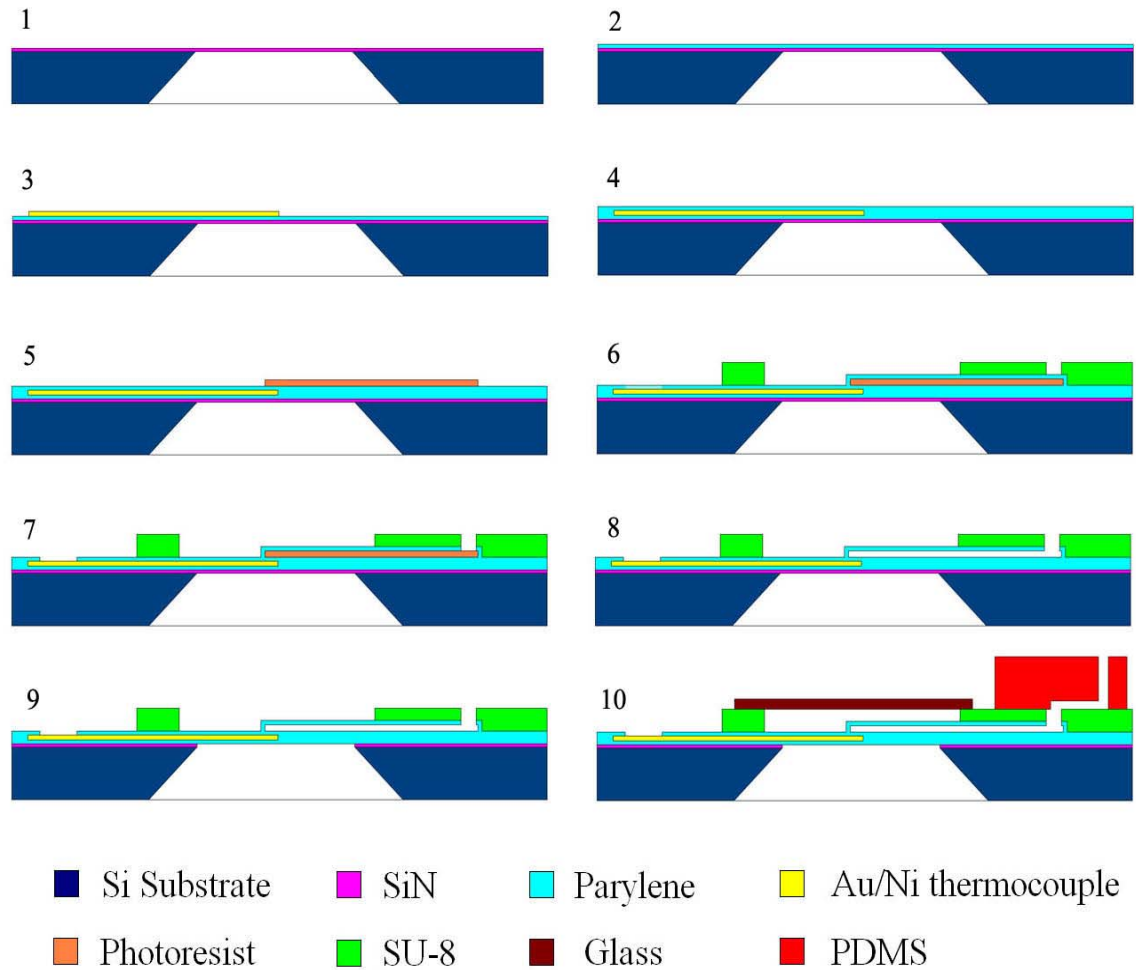 1
2
3
4
5
6
7
8
9
10
Si Substrate
SiN
Parylene
Au/Ni thermocouple
Photoresist
SU-8
Glass
PDMS